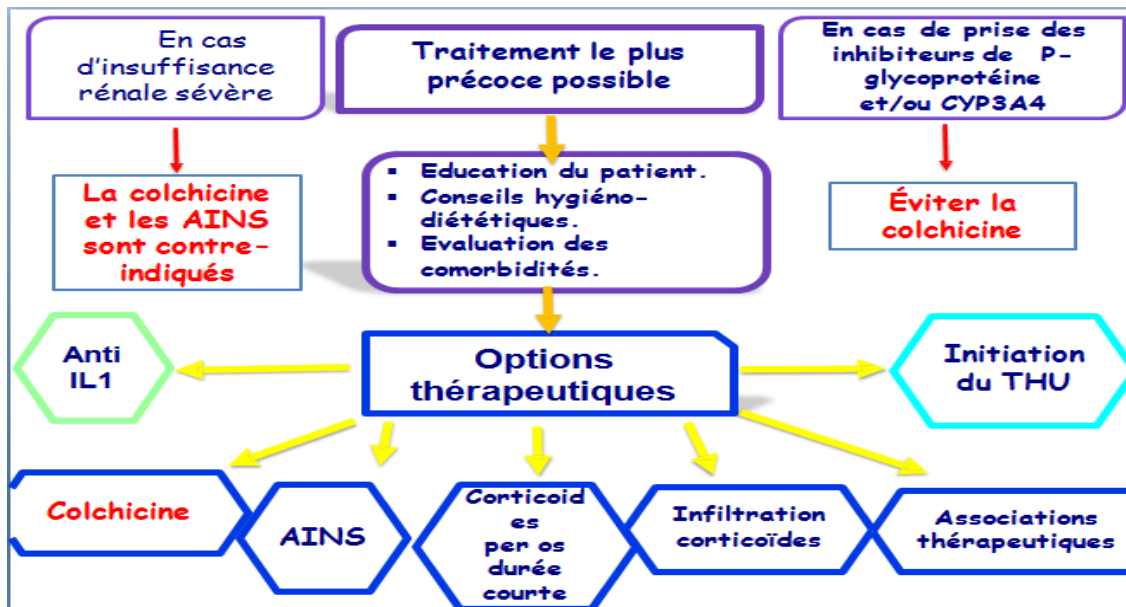 En cas
d'insuffisance
rénale sévère
Traitement le plus
précoce possible
En cas de prise des
inhibiteurs de P-
glycoprotéine
et/ou CYP3A4
La colchicine
et les AINS
sont contre-
indiqués
▪ Education du patient.
▪ Conseils hygiéno-
diététiques.
▪ Evaluation des
comorbidités.
Éviter la
colchicine
Anti
IL1
Options
thérapeutiques
Initiation
du THU
Colchicine
AINS
Corticoid
es
per os
durée
courte
Infiltration
corticoïdes
Associations
thérapeutiques